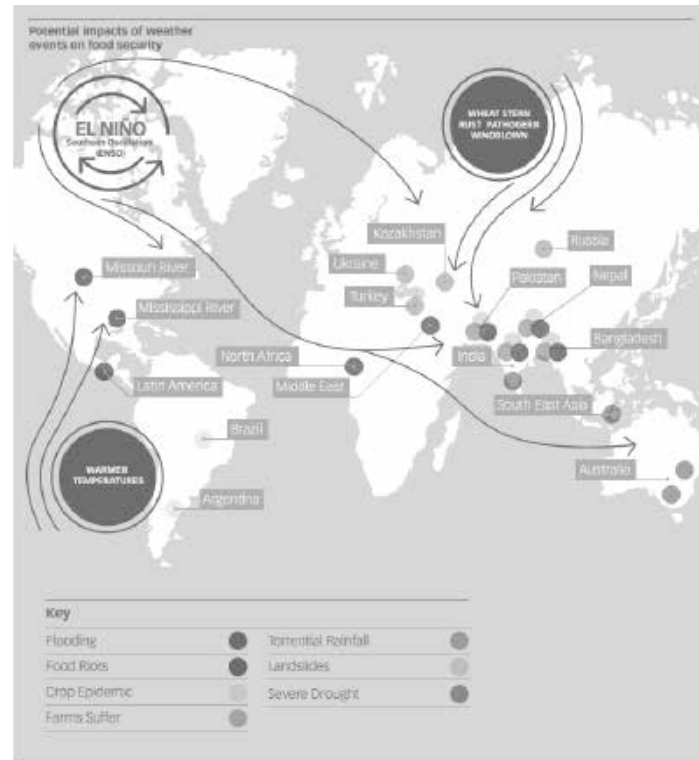 Potential impacts of weather
events on food security
EL NIÑO
Southern Oscillation
(ENSO)
WHEAT STERN
RUST PATHOGEN
WINDBLOWN
Kazakhstan
Russia
Ukraine
Pakistan
Nepal
Missouri River
Turkey
Mississippi River
Bangladesh
North Africa
India
Latin America
Middle East
South East Asia
Brazil
WARMER
TEMPERATURES
Australia
Argentina
Key
Flooding
Torrential Rainfall
Food Riots
Landslides
Crop Epidemic
Severe Drought
Farms Suffer